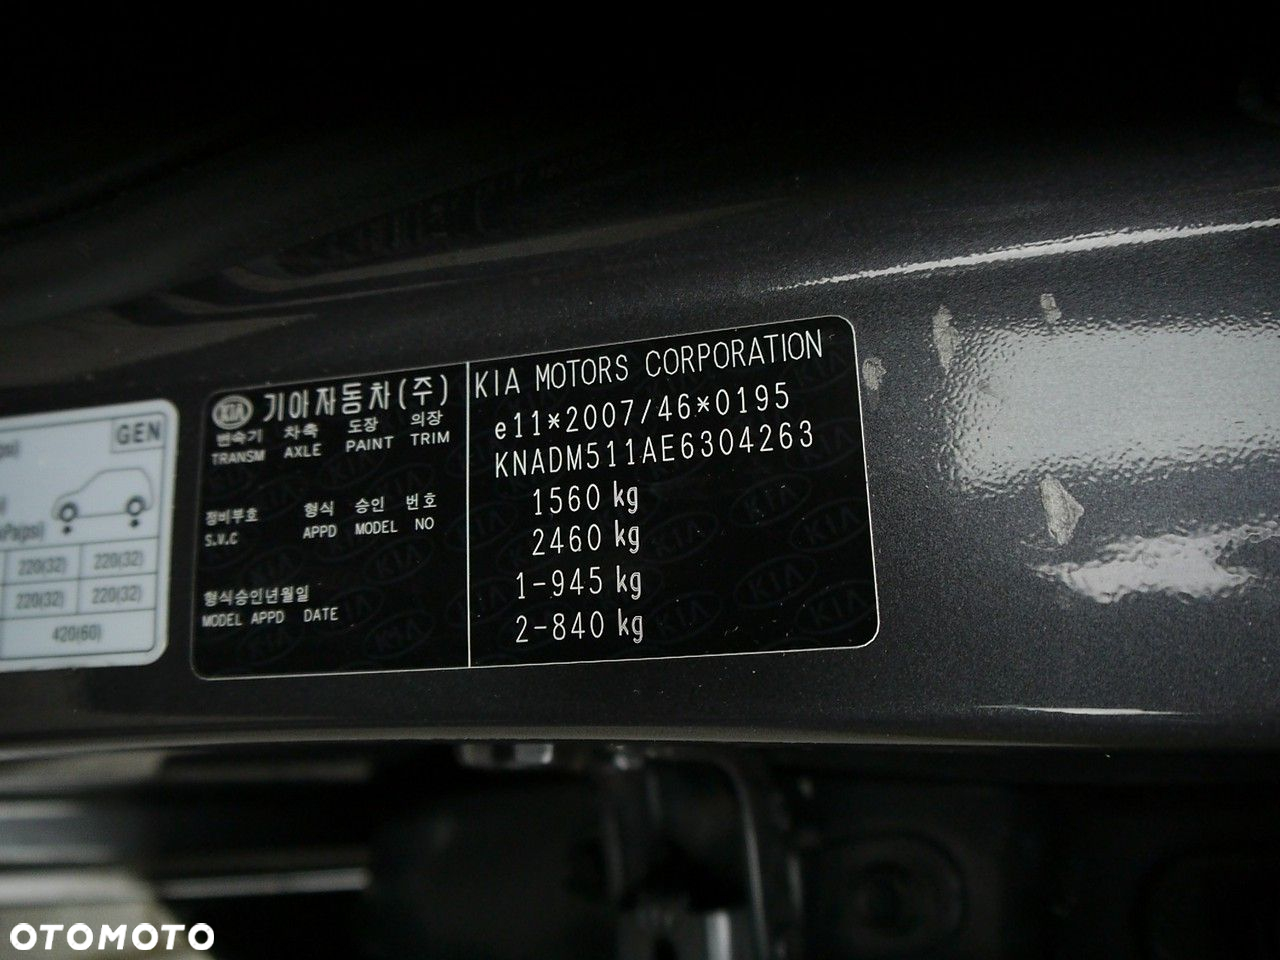 GEN
220(32) 220(32)
220(32) 220(32)
420(60)
KIA 기아자동차(주)
변속기 차축 도장 의장
TRANSM AXLE PAINT TRIM
정비부호 형식 승인 번호
S.V.C APPD MODEL NO
형식승인년월일
MODEL APPD DATE
KIA MOTORS CORPORATION
e11*2007/46*0195
KNADM511AE6304263
1560 kg
2460 kg
1-945 kg
2-840 kg
OTOMOTO